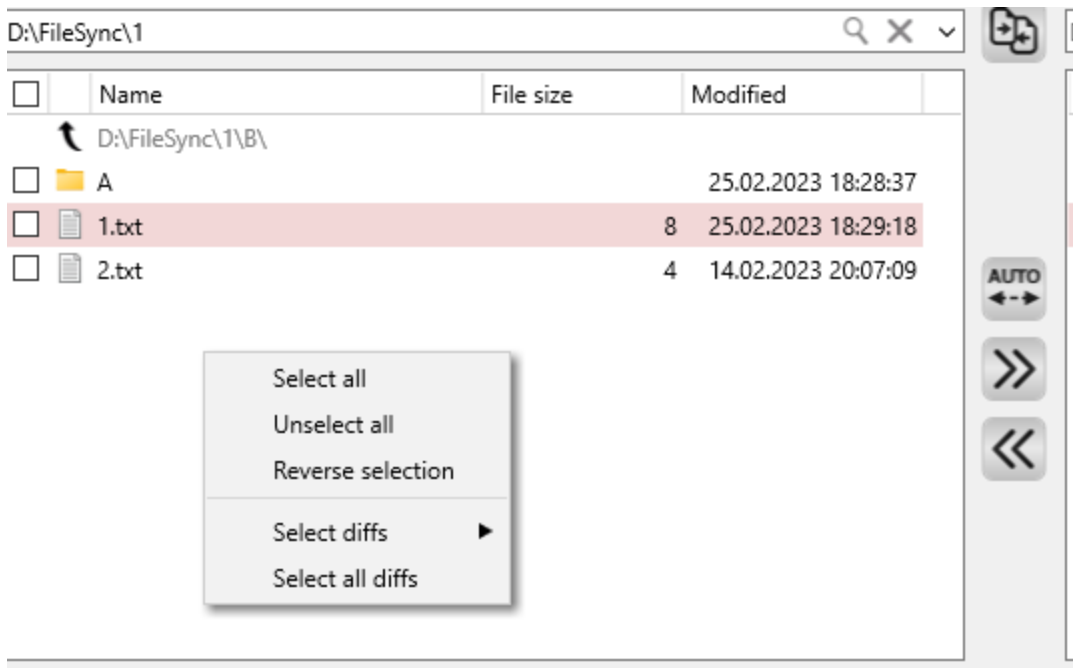 D:\FileSync\1
Name File size Modified
D:\FileSync\1\B\
A 25.02.2023 18:28:37
1.txt 8 25.02.2023 18:29:18
2.txt 4 14.02.2023 20:07:09
AUTO
Select all
Unselect all
Reverse selection
Select diffs
Select all diffs